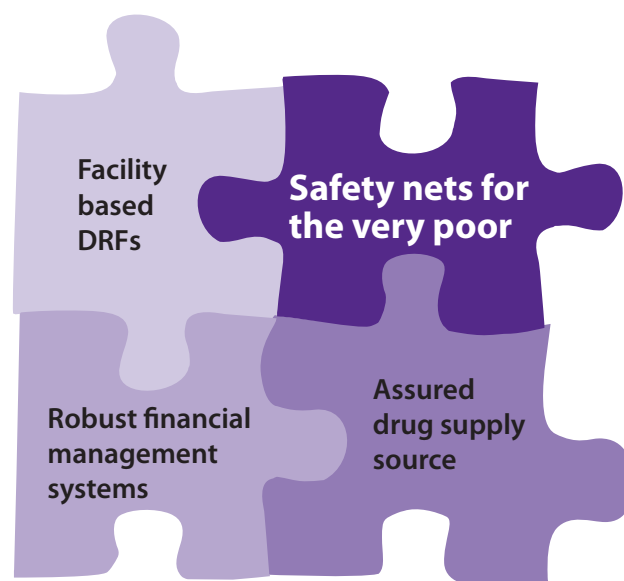 Facility
based
DRFs
Safety nets for
the very poor
Robust financial
management
systems
Assured
drug supply
source